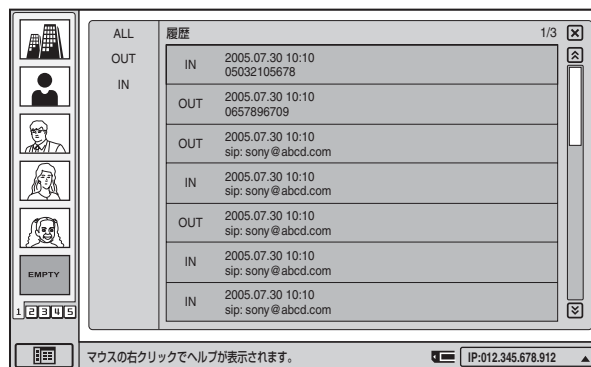 ALL
OUT
IN
履歴
1/3
IN
2005.07.30 10:10
05032105678
OUT
2005.07.30 10:10
0657896709
OUT
2005.07.30 10:10
sip: sony@abcd.com
IN
2005.07.30 10:10
sip: sony@abcd.com
OUT
2005.07.30 10:10
sip: sony@abcd.com
IN
2005.07.30 10:10
sip: sony@abcd.com
IN
2005.07.30 10:10
sip: sony@abcd.com
EMPTY
1 2 3 4 5
マウスの右クリックでヘルプが表示されます。
IP:012.345.678.912